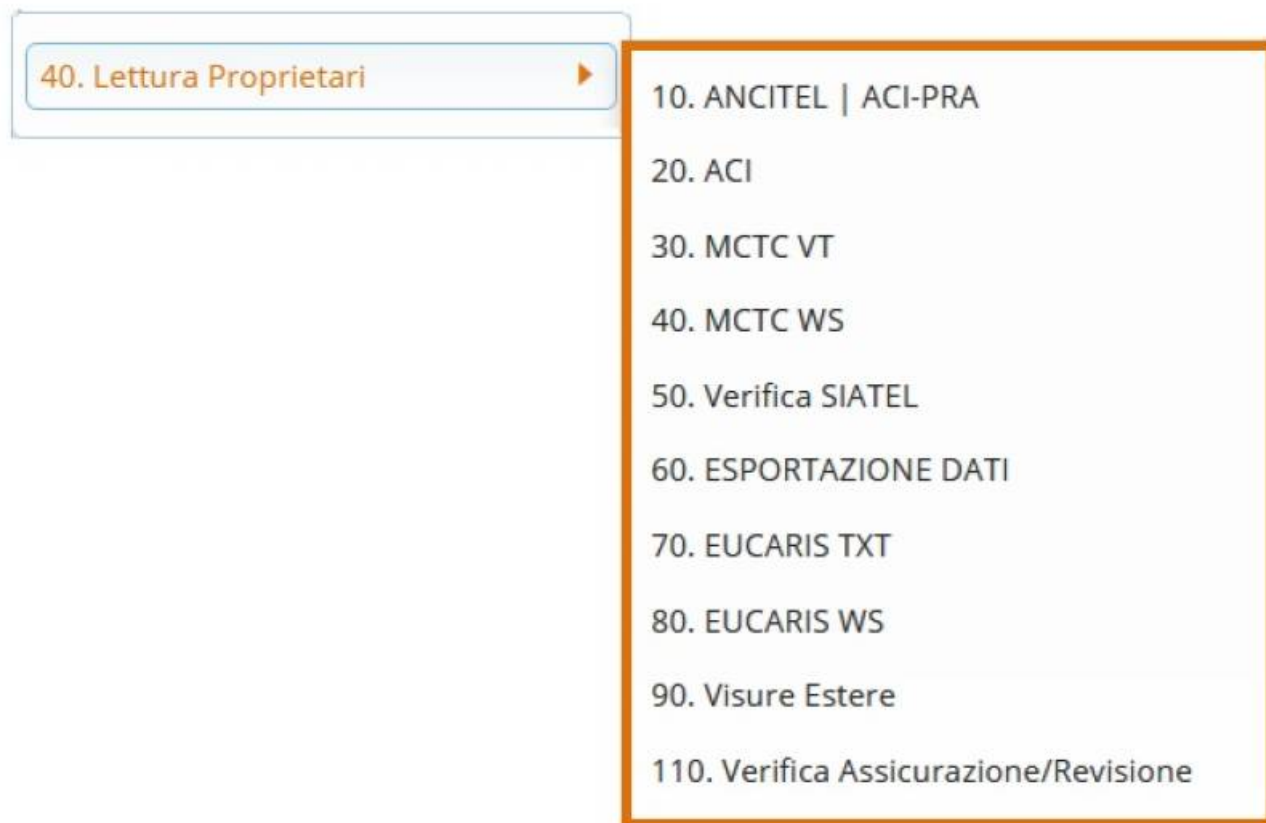 40. Lettura Proprietari
10. ANCITEL | ACI-PRA
20. ACI
30. MCTC VT
40. MCTC WS
50. Verifica SIATEL
60. ESPORTAZIONE DATI
70. EUCARIS TXT
80. EUCARIS WS
90. Visure Estere
110. Verifica Assicurazione/Revisione